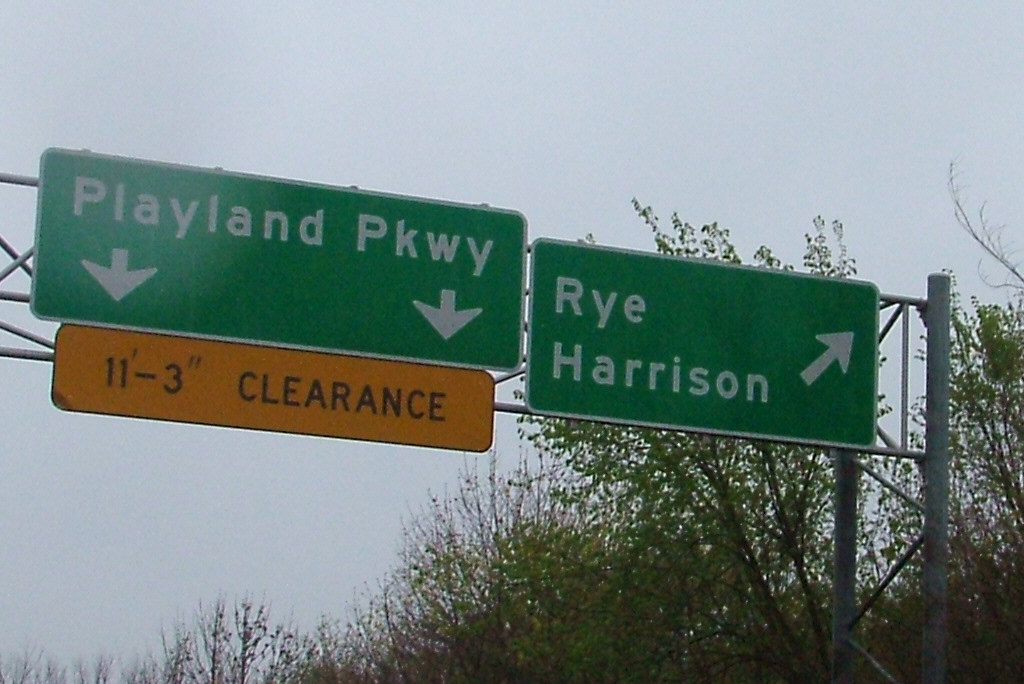 Playland Pkwy
11'-3" CLEARANCE
Rye
Harrison